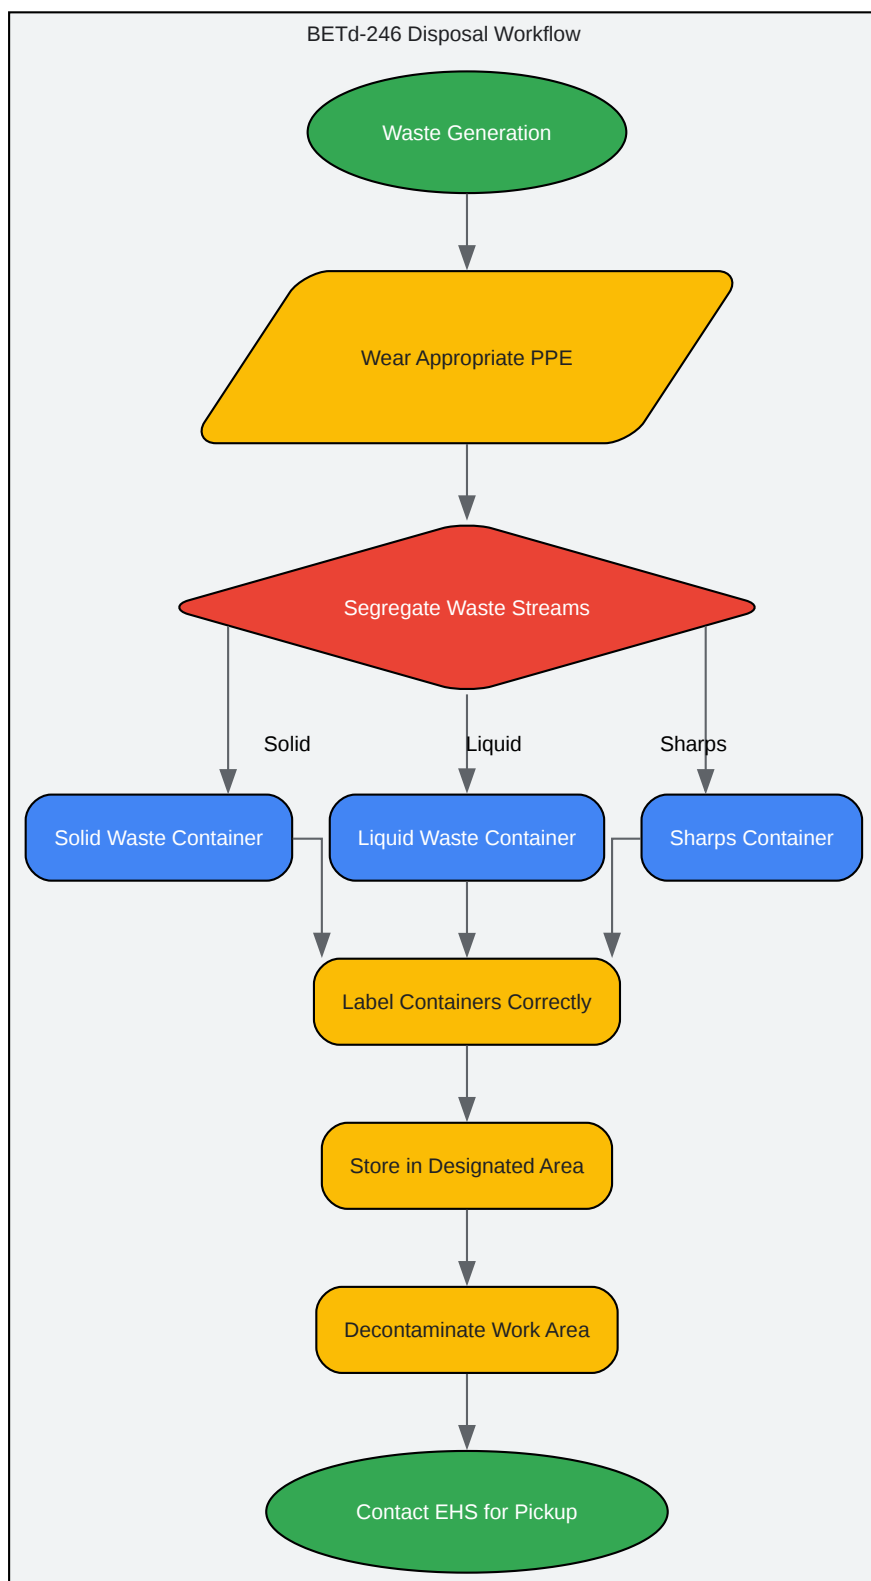 BETd-246 Disposal Workflow
Waste Generation
Wear Appropriate PPE
Segregate Waste Streams
Solid
Liquid
Sharps
Solid Waste Container
Liquid Waste Container
Sharps Container
Label Containers Correctly
Store in Designated Area
Decontaminate Work Area
Contact EHS for Pickup